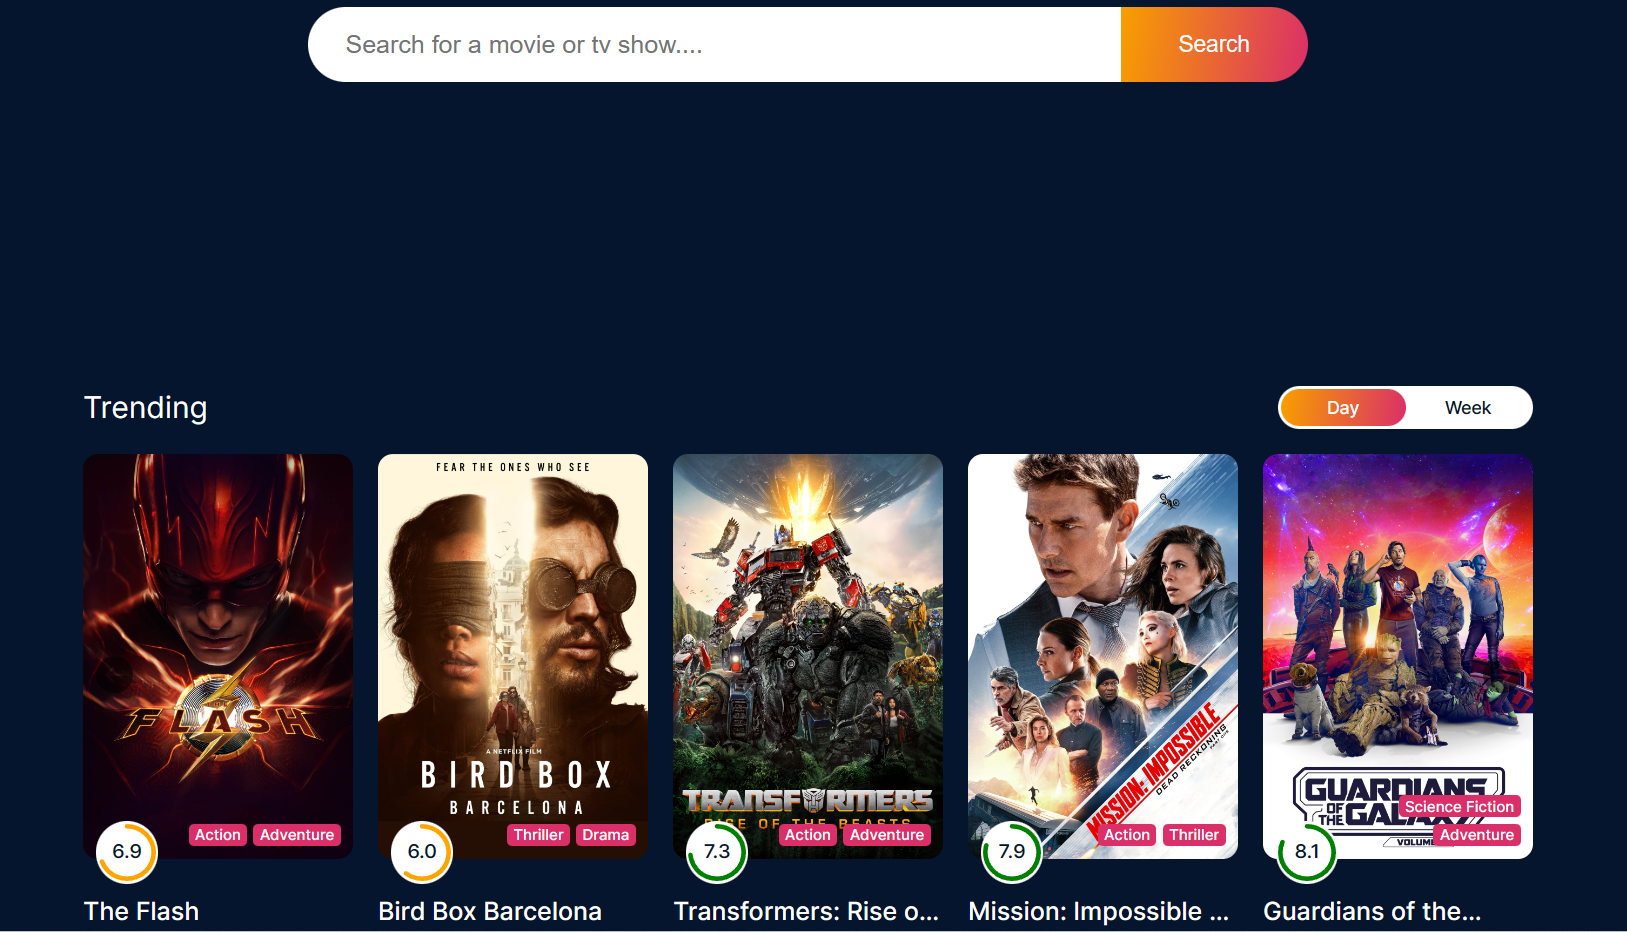 Search for a movie or tv show....
Search
Trending
Day
Week
THE
FLASH
6.9
Action
Adventure
The Flash
FEAR THE ONES WHO SEE
A NETFLIX FILM
BIRD BOX
BARCELONA
6.0
Thriller
Drama
Bird Box Barcelona
TRANSFORMERS
RISE OF THE BEASTS
7.3
Action
Adventure
Transformers: Rise o...
MISSION: IMPOSSIBLE
DEAD RECKONING
PART ONE
7.9
Action
Thriller
Mission: Impossible ...
GUARDIANS
OF THE GALAXY
VOLUME
8.1
Science Fiction
Adventure
Guardians of the...